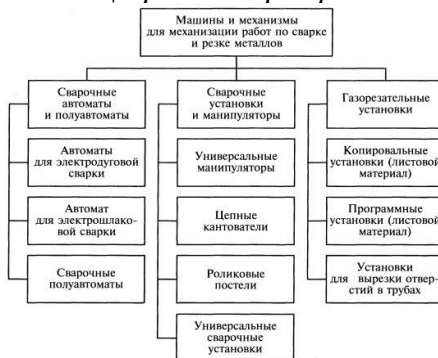 Машины и механизмы
для механизации работ по сварке
и резке металлов
Сварочные
автоматы
и полуавтоматы
Автоматы
для электродуговой
сварки
Автомат
для электрошлако-
вой сварки
Сварочные
полуавтоматы
Сварочные
установки
и манипуляторы
Универсальные
манипуляторы
Цепные
кантователи
Роликовые
постели
Универсальные
сварочные
установки
Газорезательные
установки
Копировальные
установки (листовой
материал)
Программные
установки (листовой
материал)
Установки
для вырезки отвер-
стий в трубах